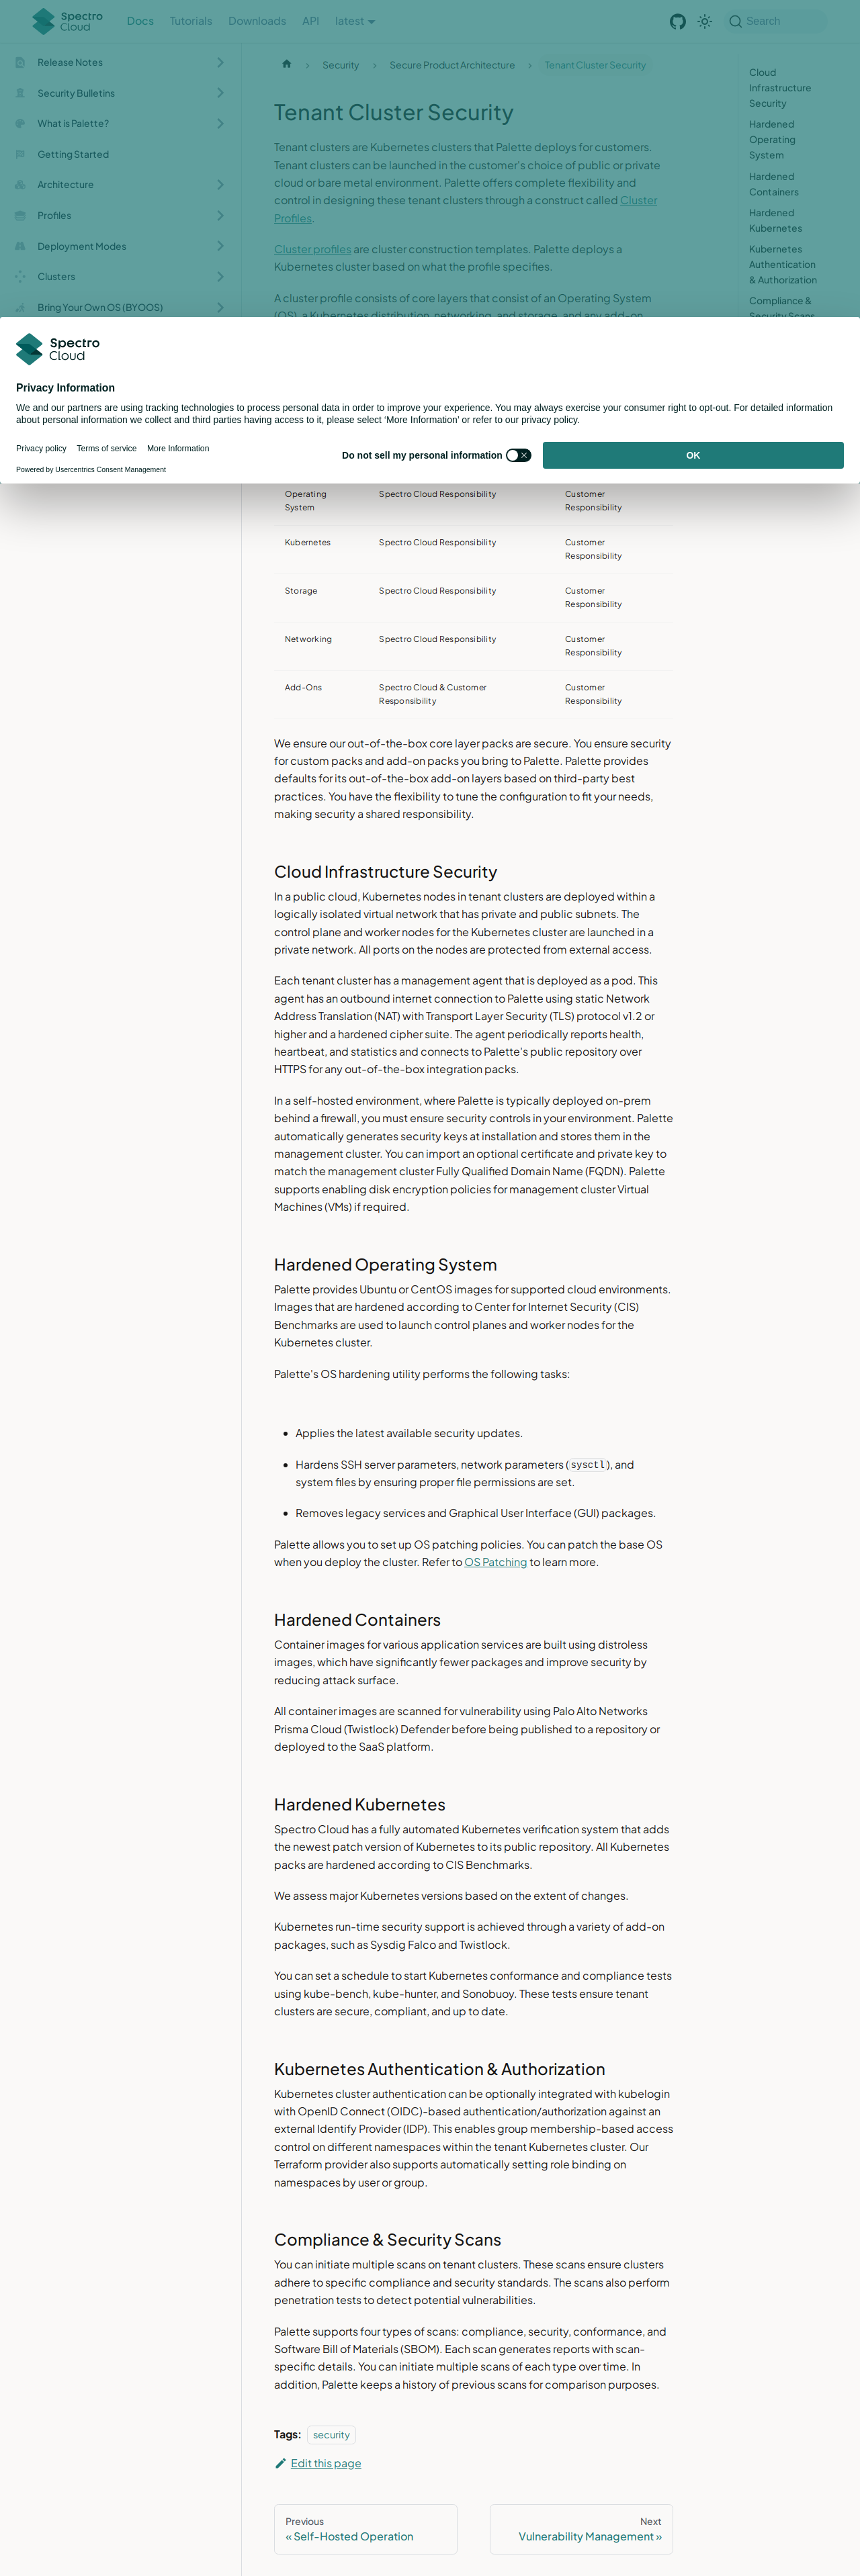 Spectro Cloud
Docs
Tutorials
Downloads
API
latest
Search
Release Notes
Security Bulletins
What is Palette?
Getting Started
Architecture
Profiles
Deployment Modes
Clusters
Bring Your Own OS (BYOOS)
Security
Secure Product Architecture
Tenant Cluster Security
Tenant Cluster Security
Tenant clusters are Kubernetes clusters that Palette deploys for customers.
Tenant clusters can be launched in the customer's choice of public or private
cloud or bare metal environment. Palette offers complete flexibility and
control in designing these tenant clusters through a construct called Cluster
Profiles.
Cluster profiles are cluster construction templates. Palette deploys a
Kubernetes cluster based on what the profile specifies.
A cluster profile consists of core layers that consist of an Operating System
(OS), a Kubernetes distribution, networking, and storage, and any add-on
Cloud
Infrastructure
Security
Hardened
Operating
System
Hardened
Containers
Hardened
Kubernetes
Kubernetes
Authentication
& Authorization
Compliance &
Security Scans
Spectro Cloud
Privacy Information
We and our partners are using tracking technologies to process personal data in order to improve your experience. You may always exercise your consumer right to opt-out. For detailed information
about personal information we collect and third parties having access to it, please select ‘More Information’ or refer to our privacy policy.
Privacy policy
Terms of service
More Information
Powered by Usercentrics Consent Management
Do not sell my personal information
OK
Operating
System
Spectro Cloud Responsibility
Customer
Responsibility
Kubernetes
Spectro Cloud Responsibility
Customer
Responsibility
Storage
Spectro Cloud Responsibility
Customer
Responsibility
Networking
Spectro Cloud Responsibility
Customer
Responsibility
Add-Ons
Spectro Cloud & Customer
Responsibility
Customer
Responsibility
We ensure our out-of-the-box core layer packs are secure. You ensure security
for custom packs and add-on packs you bring to Palette. Palette provides
defaults for its out-of-the-box add-on layers based on third-party best
practices. You have the flexibility to tune the configuration to fit your needs,
making security a shared responsibility.
Cloud Infrastructure Security
In a public cloud, Kubernetes nodes in tenant clusters are deployed within a
logically isolated virtual network that has private and public subnets. The
control plane and worker nodes for the Kubernetes cluster are launched in a
private network. All ports on the nodes are protected from external access.
Each tenant cluster has a management agent that is deployed as a pod. This
agent has an outbound internet connection to Palette using static Network
Address Translation (NAT) with Transport Layer Security (TLS) protocol v1.2 or
higher and a hardened cipher suite. The agent periodically reports health,
heartbeat, and statistics and connects to Palette's public repository over
HTTPS for any out-of-the-box integration packs.
In a self-hosted environment, where Palette is typically deployed on-prem
behind a firewall, you must ensure security controls in your environment. Palette
automatically generates security keys at installation and stores them in the
management cluster. You can import an optional certificate and private key to
match the management cluster Fully Qualified Domain Name (FQDN). Palette
supports enabling disk encryption policies for management cluster Virtual
Machines (VMs) if required.
Hardened Operating System
Palette provides Ubuntu or CentOS images for supported cloud environments.
Images that are hardened according to Center for Internet Security (CIS)
Benchmarks are used to launch control planes and worker nodes for the
Kubernetes cluster.
Palette's OS hardening utility performs the following tasks:
Applies the latest available security updates.
Hardens SSH server parameters, network parameters (sysctl), and
system files by ensuring proper file permissions are set.
Removes legacy services and Graphical User Interface (GUI) packages.
Palette allows you to set up OS patching policies. You can patch the base OS
when you deploy the cluster. Refer to OS Patching to learn more.
Hardened Containers
Container images for various application services are built using distroless
images, which have significantly fewer packages and improve security by
reducing attack surface.
All container images are scanned for vulnerability using Palo Alto Networks
Prisma Cloud (Twistlock) Defender before being published to a repository or
deployed to the SaaS platform.
Hardened Kubernetes
Spectro Cloud has a fully automated Kubernetes verification system that adds
the newest patch version of Kubernetes to its public repository. All Kubernetes
packs are hardened according to CIS Benchmarks.
We assess major Kubernetes versions based on the extent of changes.
Kubernetes run-time security support is achieved through a variety of add-on
packages, such as Sysdig Falco and Twistlock.
You can set a schedule to start Kubernetes conformance and compliance tests
using kube-bench, kube-hunter, and Sonobuoy. These tests ensure tenant
clusters are secure, compliant, and up to date.
Kubernetes Authentication & Authorization
Kubernetes cluster authentication can be optionally integrated with kubelogin
with OpenID Connect (OIDC)-based authentication/authorization against an
external Identify Provider (IDP). This enables group membership-based access
control on different namespaces within the tenant Kubernetes cluster. Our
Terraform provider also supports automatically setting role binding on
namespaces by user or group.
Compliance & Security Scans
You can initiate multiple scans on tenant clusters. These scans ensure clusters
adhere to specific compliance and security standards. The scans also perform
penetration tests to detect potential vulnerabilities.
Palette supports four types of scans: compliance, security, conformance, and
Software Bill of Materials (SBOM). Each scan generates reports with scan-
specific details. You can initiate multiple scans of each type over time. In
addition, Palette keeps a history of previous scans for comparison purposes.
Tags: security
Edit this page
Previous
« Self-Hosted Operation
Next
Vulnerability Management »